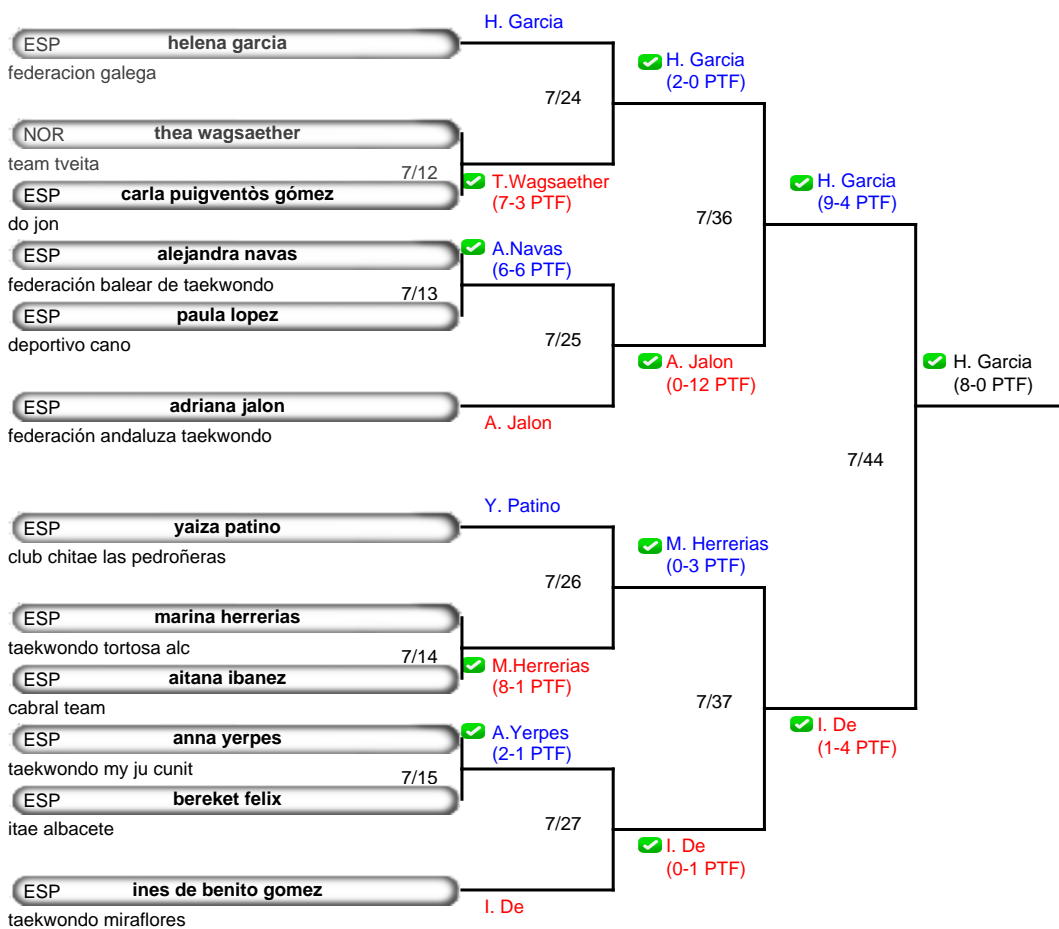 H. Garcia
ESP helena garcia
federacion galega
H. Garcia
(2-0 PTF)
7/24
NOR thea wagsaether
team tveita
7/12
T.Wagsaether
(7-3 PTF)
ESP carla puigventòs gómez
do jon
H. Garcia
(9-4 PTF)
7/36
ESP alejandra navas
federación balear de taekwondo
A.Navas
(6-6 PTF)
7/13
ESP paula lopez
deportivo cano
7/25
A. Jalon
(0-12 PTF)
H. Garcia
(8-0 PTF)
ESP adriana jalon
federación andaluza taekwondo
A. Jalon
7/44
Y. Patino
ESP yaiza patino
club chitae las pedroñeras
M. Herrerias
(0-3 PTF)
7/26
ESP marina herrerias
taekwondo tortosa alc
7/14
M.Herrerias
(8-1 PTF)
ESP aitana ibanez
cabral team
7/37
I. De
(1-4 PTF)
ESP anna yerpes
taekwondo my ju cunit
A.Yerpes
(2-1 PTF)
7/15
ESP bereket felix
itae albacete
7/27
I. De
(0-1 PTF)
ESP ines de benito gomez
taekwondo miraflores
I. De